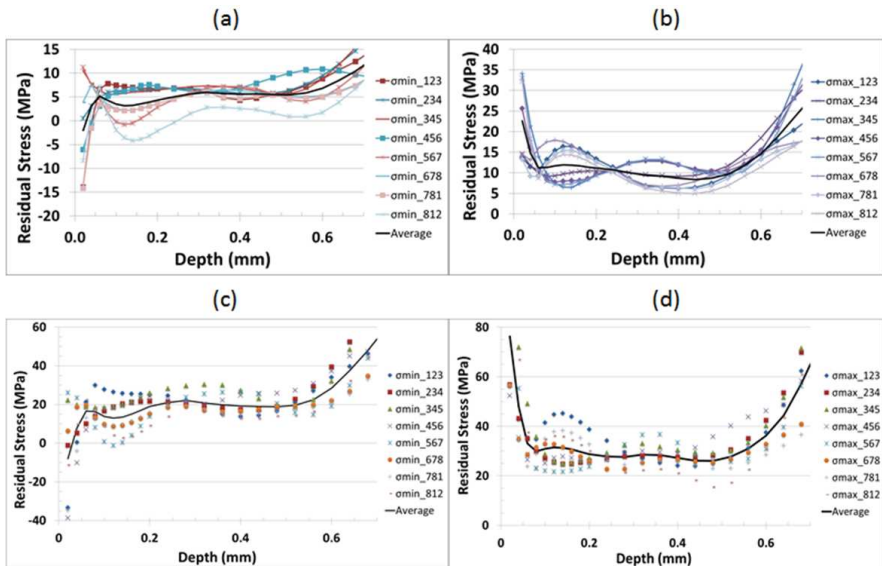 (a)
(b)
Residual Stress (MPa)
15
10
5
0
-5
-10
-15
-20
0.0
0.2
0.4
0.6
Depth (mm)
σmin_123
σmin_234
σmin_345
σmin_456
σmin_567
σmin_678
σmin_781
σmin_812
Average
Residual Stress (MPa)
40
35
30
25
20
15
10
5
0
0.0
0.2
0.4
0.6
Depth (mm)
σmax_123
σmax_234
σmax_345
σmax_456
σmax_567
σmax_678
σmax_781
σmax_812
Average
(c)
(d)
Residual Stress (MPa)
60
40
20
0
-20
-40
0
0.2
0.4
0.6
Depth (mm)
σmin_123
σmin_234
σmin_345
σmin_456
σmin_567
σmin_678
σmin_781
σmin_812
Average
Residual Stress (MPa)
80
60
40
20
0
0
0.2
0.4
0.6
Depth (mm)
σmax_123
σmax_234
σmax_345
σmax_456
σmax_567
σmax_678
σmax_781
σmax_812
Average